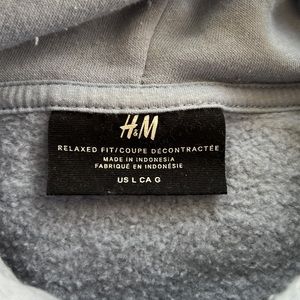 H&M
RELAXED FIT/COUPE DÉCONTRACTÉE
MADE IN INDONESIA
FABRIQUÉ EN INDONÉSIE
US L CA G